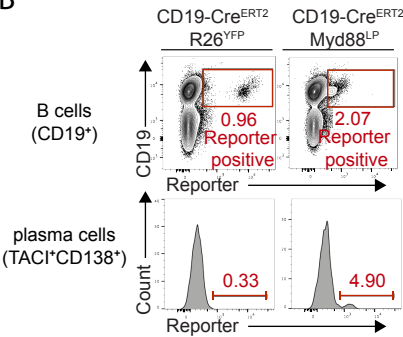 D
CD19-Cre^ERT2 CD19-Cre^ERT2
R26^YFP Myd88^LP
B cells
(CD19⁺)
CD19
0.96 2.07
Reporter Reporter
positive positive
Reporter
plasma cells
(TACI⁺CD138⁺)
Count
0.33 4.90
Reporter